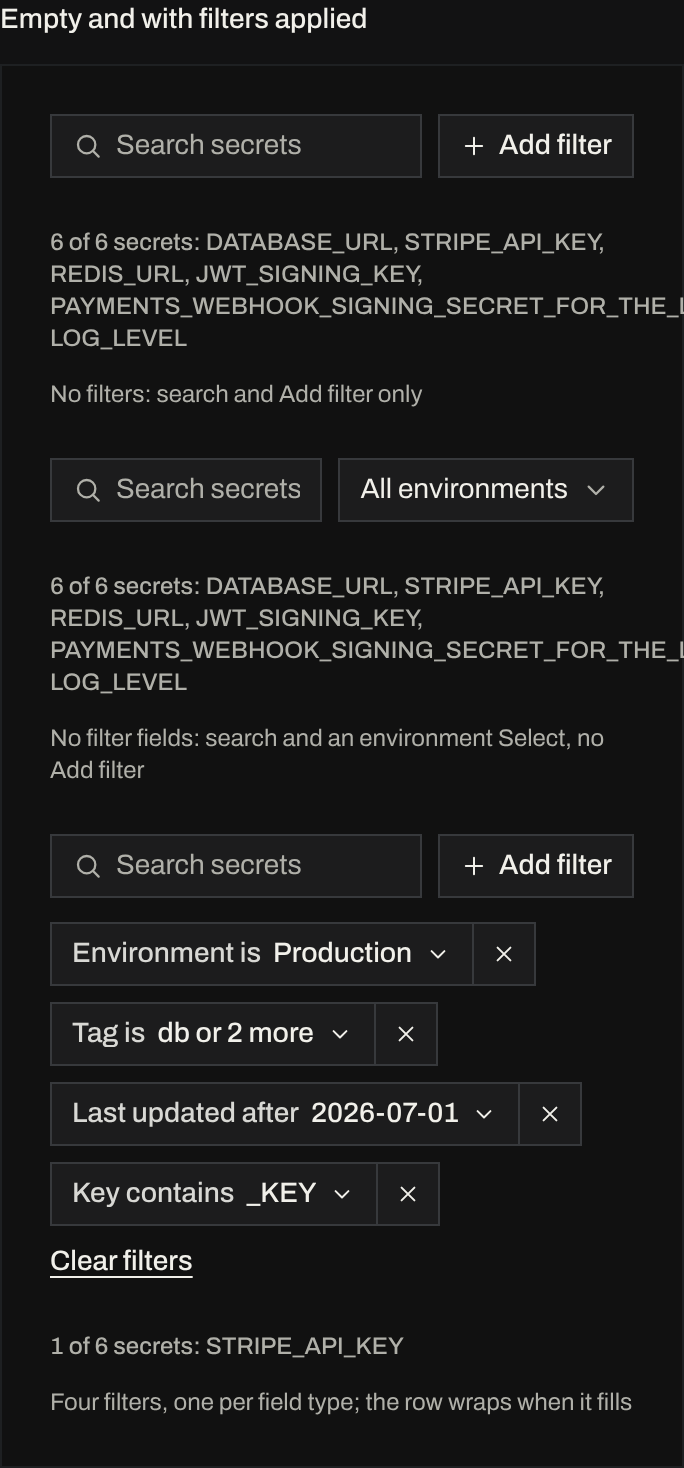 Empty and with filters applied
Search secrets
Add filter
6 of 6 secrets: DATABASE_URL, STRIPE_API_KEY,
REDIS_URL, JWT_SIGNING_KEY,
PAYMENTS_WEBHOOK_SIGNING_SECRET_FOR_THE_L
LOG_LEVEL
No filters: search and Add filter only
Search secrets
All environments
6 of 6 secrets: DATABASE_URL, STRIPE_API_KEY,
REDIS_URL, JWT_SIGNING_KEY,
PAYMENTS_WEBHOOK_SIGNING_SECRET_FOR_THE_L
LOG_LEVEL
No filter fields: search and an environment Select, no
Add filter
Search secrets
Add filter
Environment is Production
Tag is db or 2 more
Last updated after 2026-07-01
Key contains _KEY
Clear filters
1 of 6 secrets: STRIPE_API_KEY
Four filters, one per field type; the row wraps when it fills